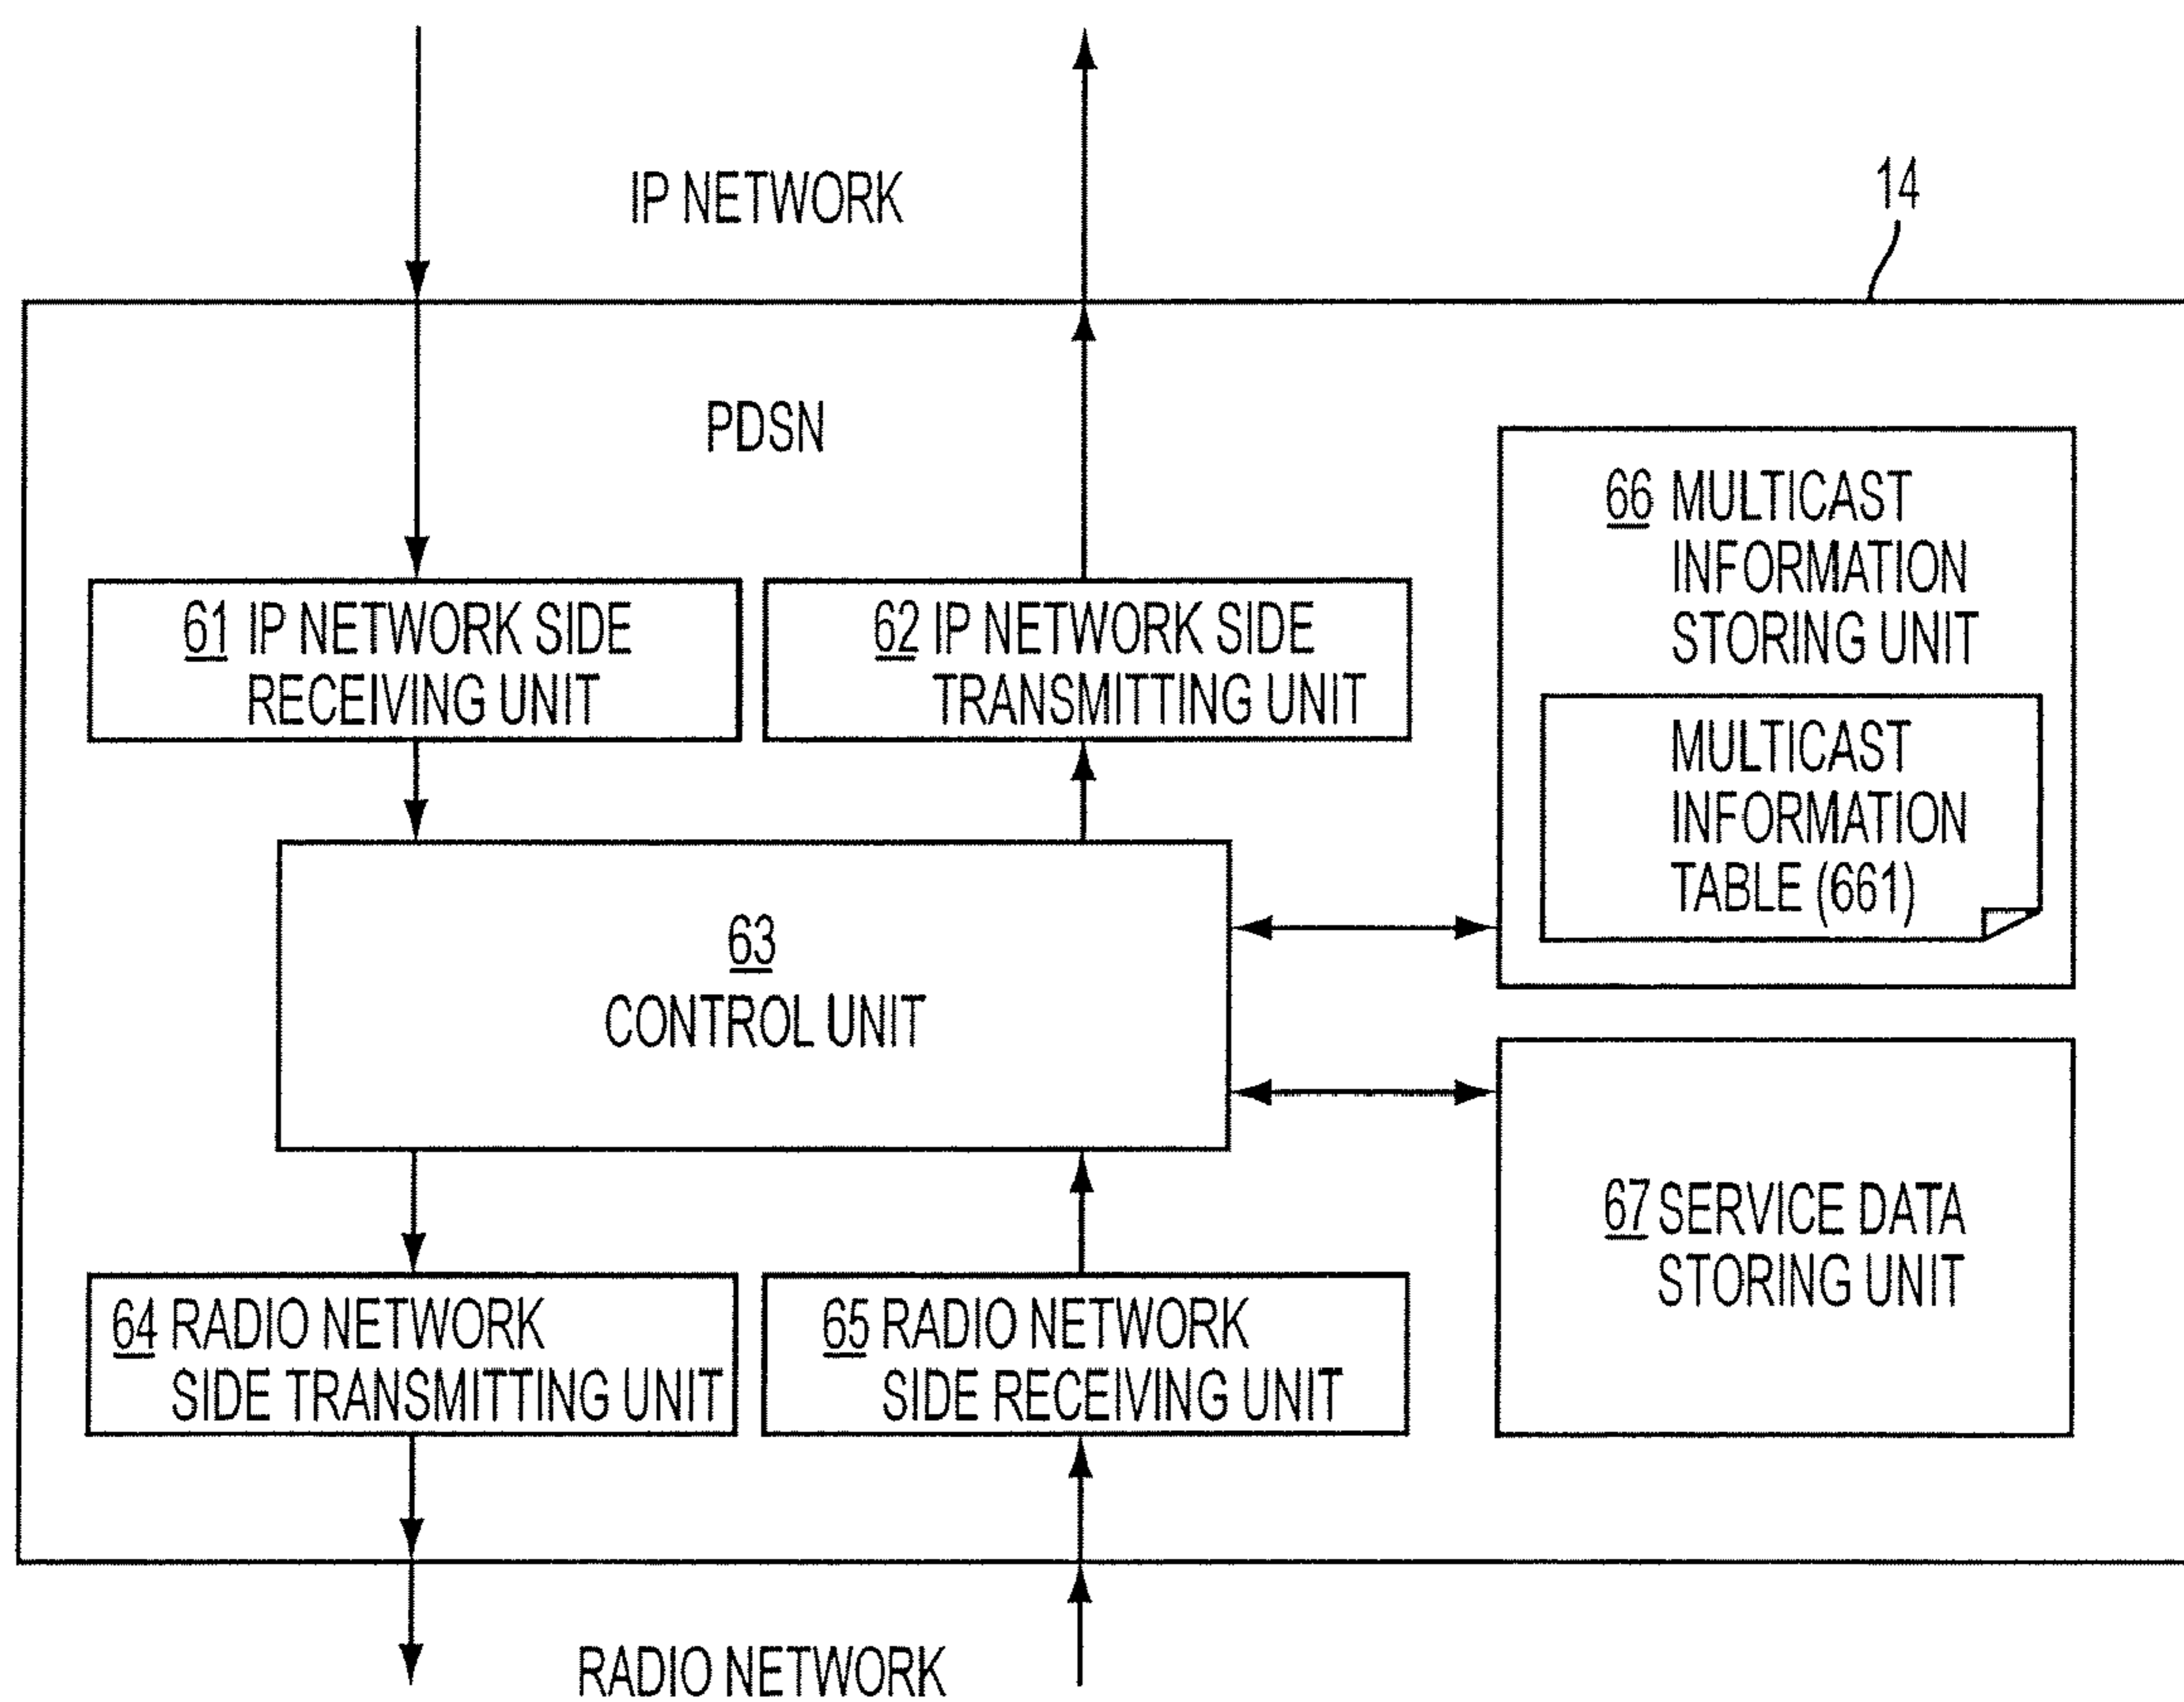 IP NETWORK
14
PDSN
61 IP NETWORK SIDE
RECEIVING UNIT
62 IP NETWORK SIDE
TRANSMITTING UNIT
66 MULTICAST
INFORMATION
STORING UNIT
MULTICAST
INFORMATION
TABLE (661)
63
CONTROL UNIT
67 SERVICE DATA
STORING UNIT
64 RADIO NETWORK
SIDE TRANSMITTING UNIT
65 RADIO NETWORK
SIDE RECEIVING UNIT
RADIO NETWORK